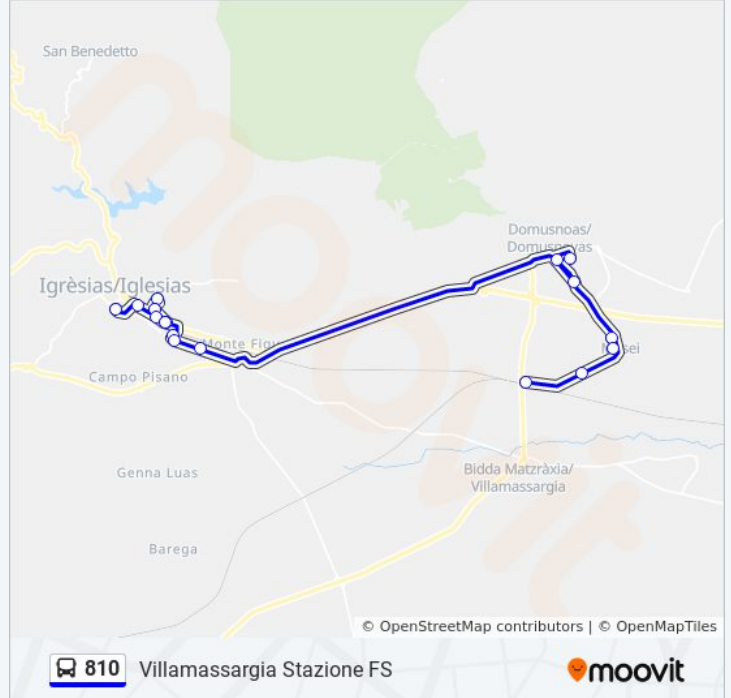 San Benedetto
Domusnoas/
Domusnovas
Igrèsias/Iglesias
Monte Figu
Campo Pisano
Genna Luas
Bidda Matzràxia/
Villamassargia
Barega
© OpenStreetMap contributors | © OpenMapTiles
810 Villamassargia Stazione FS
moovit